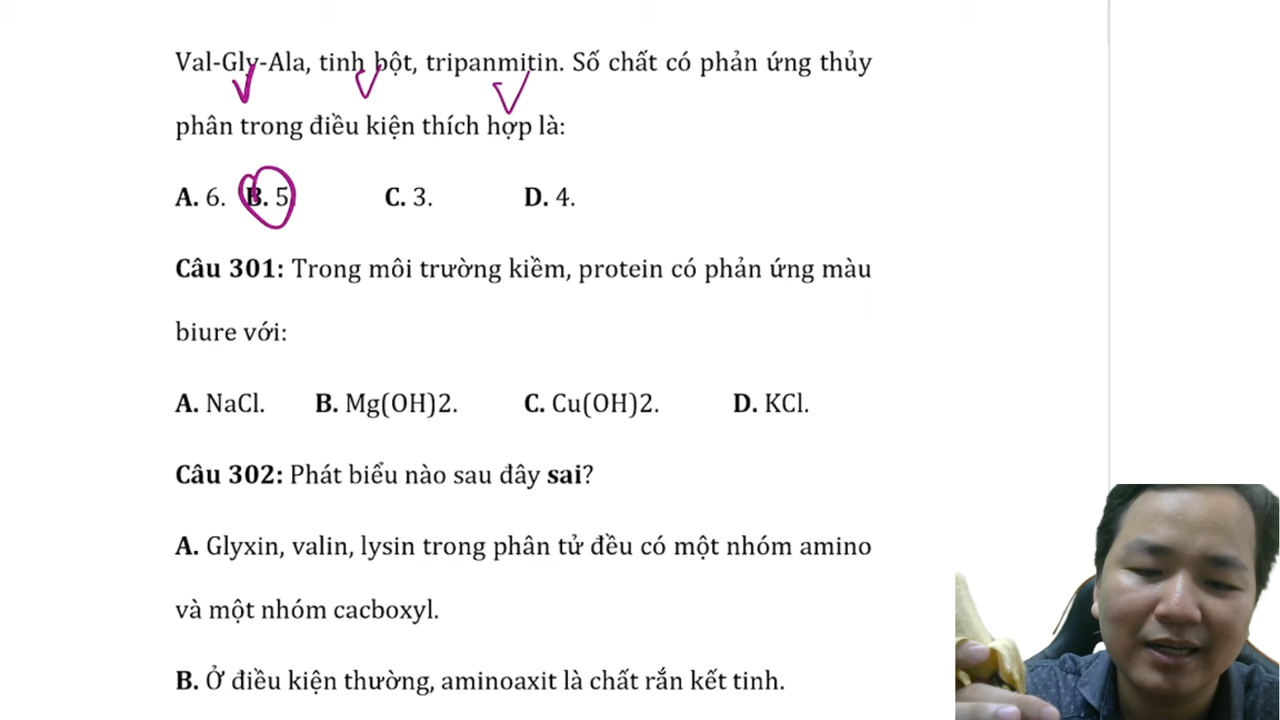 Val-Gly-Ala, tinh bột, tripanmitin. Số chất có phản ứng thủy
phân trong điều kiện thích hợp là:
A. 6. B. 5. C. 3. D. 4.
Câu 301: Trong môi trường kiềm, protein có phản ứng màu
biure với:
A. NaCl. B. Mg(OH)2. C. Cu(OH)2. D. KCl.
Câu 302: Phát biểu nào sau đây sai?
A. Glyxin, valin, lysin trong phân tử đều có một nhóm amino
và một nhóm cacboxyl.
B. Ở điều kiện thường, aminoaxit là chất rắn kết tinh.